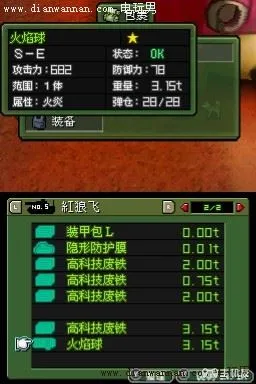 www.dianwannan.com 电玩男
包裹
火焰球 ★
S－E 状态： OK
攻击力：682 防御力：78
范围：1体 重量： 3.15t
属性：火炎 弹仓：28/28
装备
L NO.5 紅狼飞 R 2/2
装甲包L 0.00t
隐形防护膜 0.01t
高科技废铁 2.00t
高科技废铁 0.75t
高科技废铁 2.00t
高科技废铁 3.15t
火焰球 3.15t
www.dianwannan.com